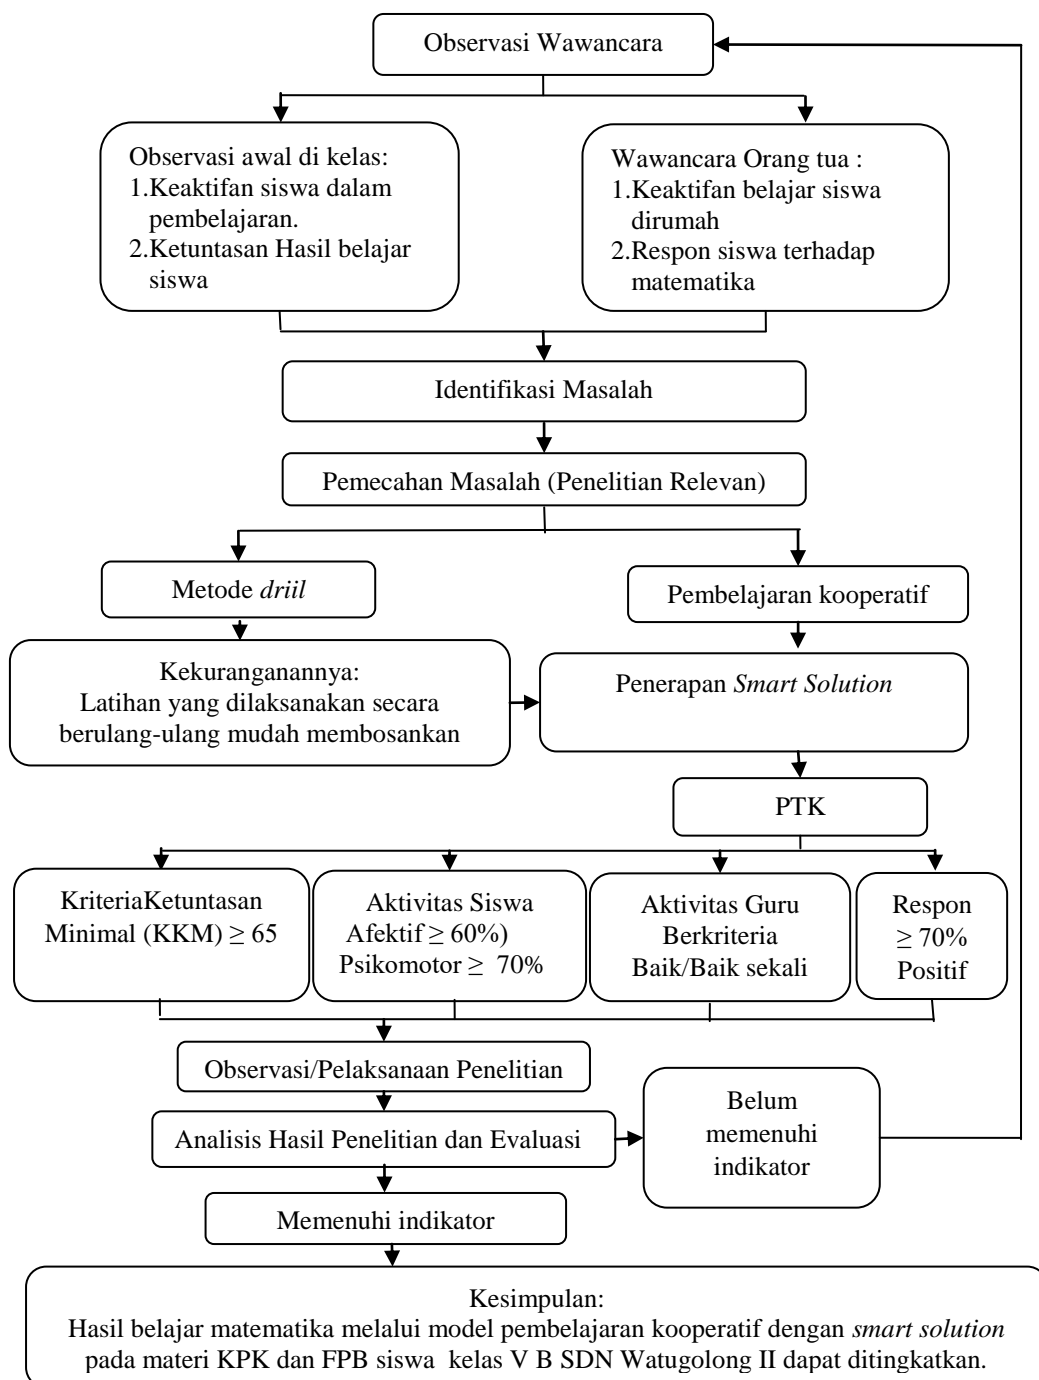 Observasi Wawancara
Observasi awal di kelas:
1.Keaktifan siswa dalam
pembelajaran.
2.Ketuntasan Hasil belajar
siswa
Wawancara Orang tua :
1.Keaktifan belajar siswa
dirumah
2.Respon siswa terhadap
matematika
Identifikasi Masalah
Pemecahan Masalah (Penelitian Relevan)
Metode driil
Pembelajaran kooperatif
Kekuranganannya:
Latihan yang dilaksanakan secara
berulang-ulang mudah membosankan
Penerapan Smart Solution
PTK
KriteriaKetuntasan
Minimal (KKM) ≥ 65
Aktivitas Siswa
Afektif ≥ 60%)
Psikomotor ≥ 70%
Aktivitas Guru
Berkriteria
Baik/Baik sekali
Respon
≥ 70%
Positif
Observasi/Pelaksanaan Penelitian
Analisis Hasil Penelitian dan Evaluasi
Belum
memenuhi
indikator
Memenuhi indikator
Kesimpulan:
Hasil belajar matematika melalui model pembelajaran kooperatif dengan smart solution
pada materi KPK dan FPB siswa kelas V B SDN Watugolong II dapat ditingkatkan.